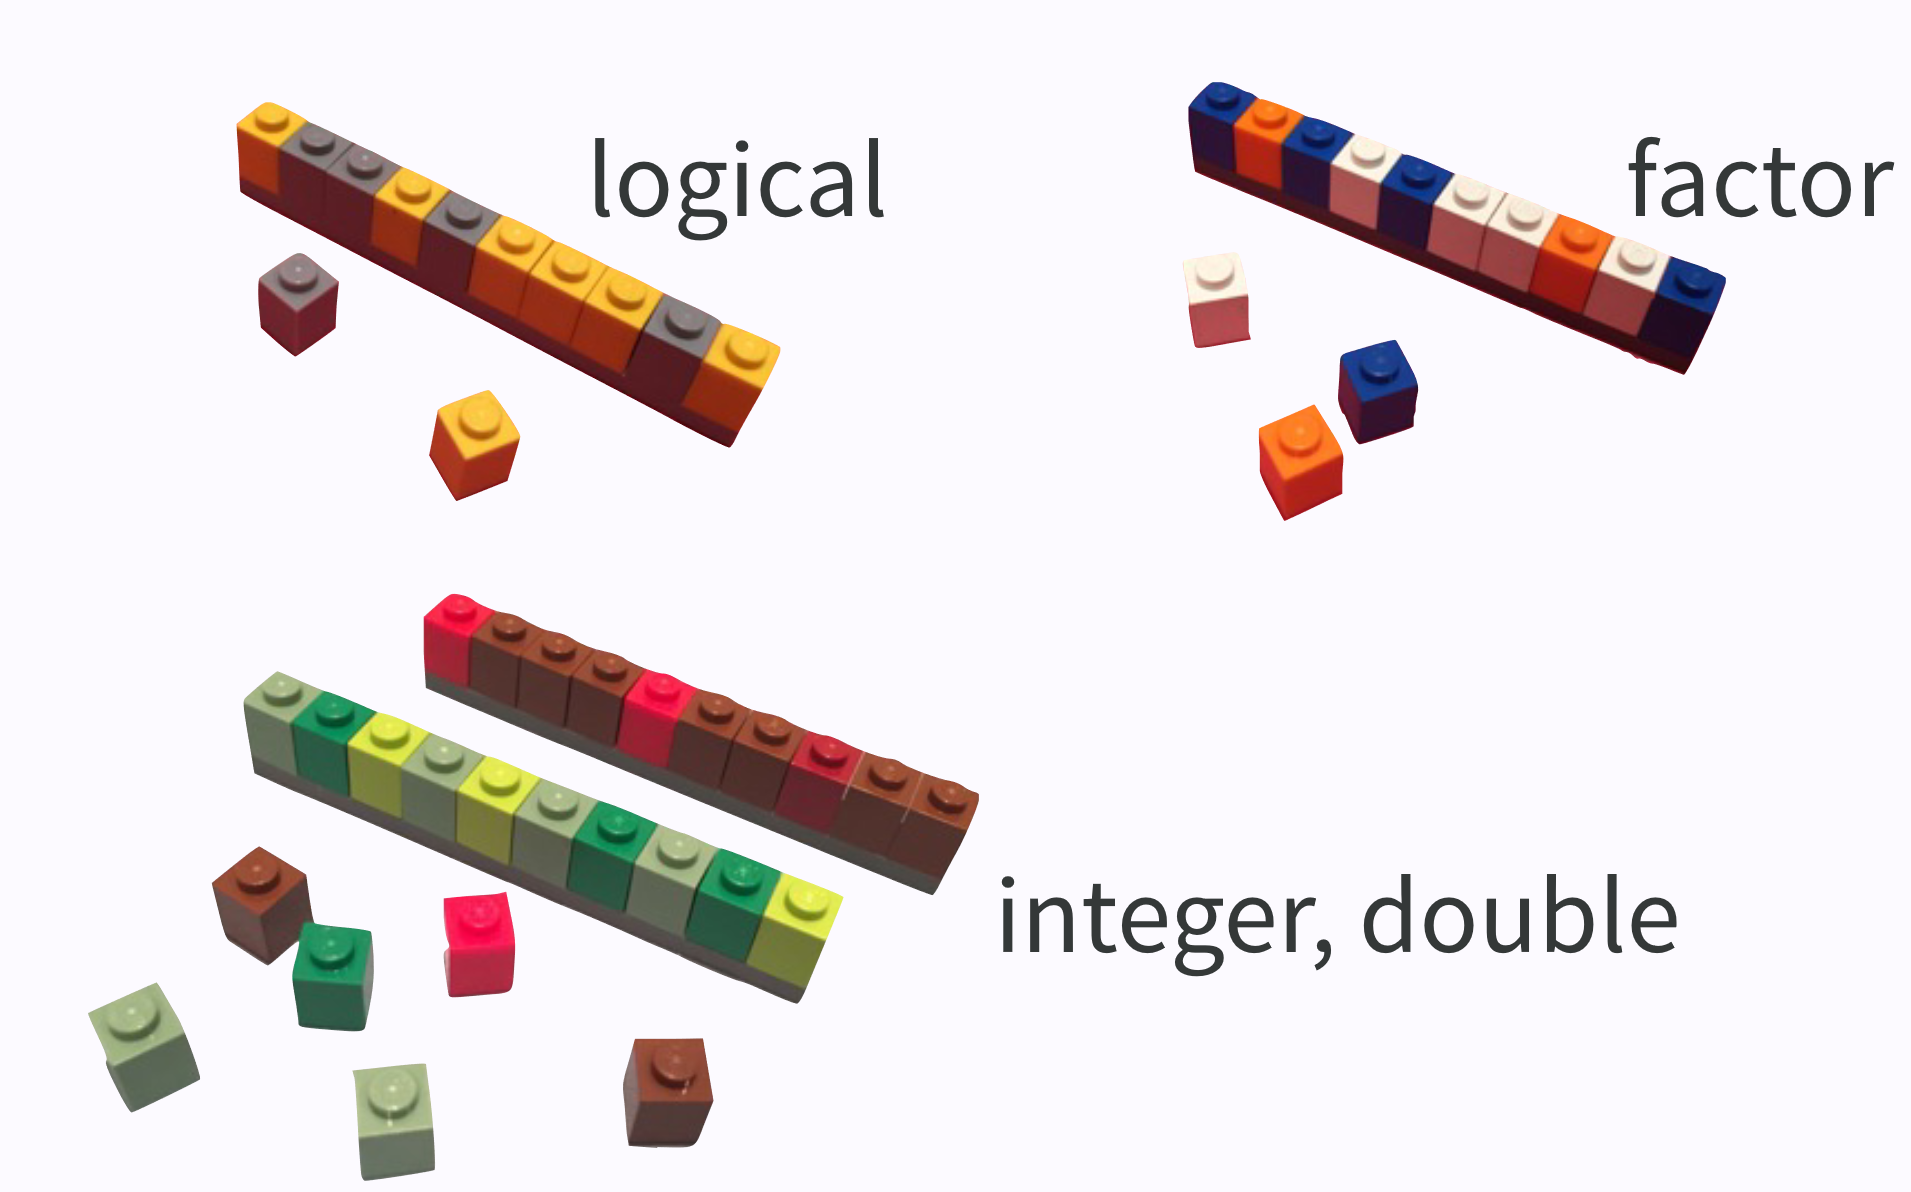 logical
factor
integer, double